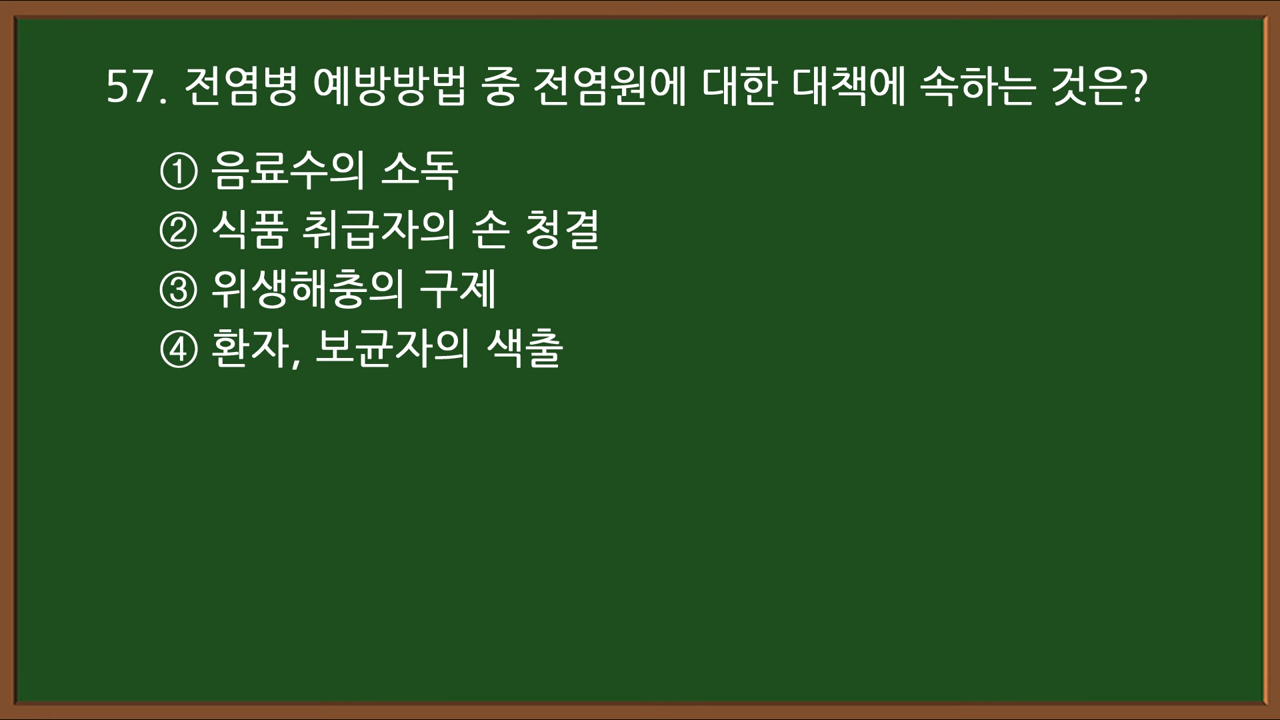 57. 전염병 예방방법 중 전염원에 대한 대책에 속하는 것은?
① 음료수의 소독
② 식품 취급자의 손 청결
③ 위생해충의 구제
④ 환자, 보균자의 색출